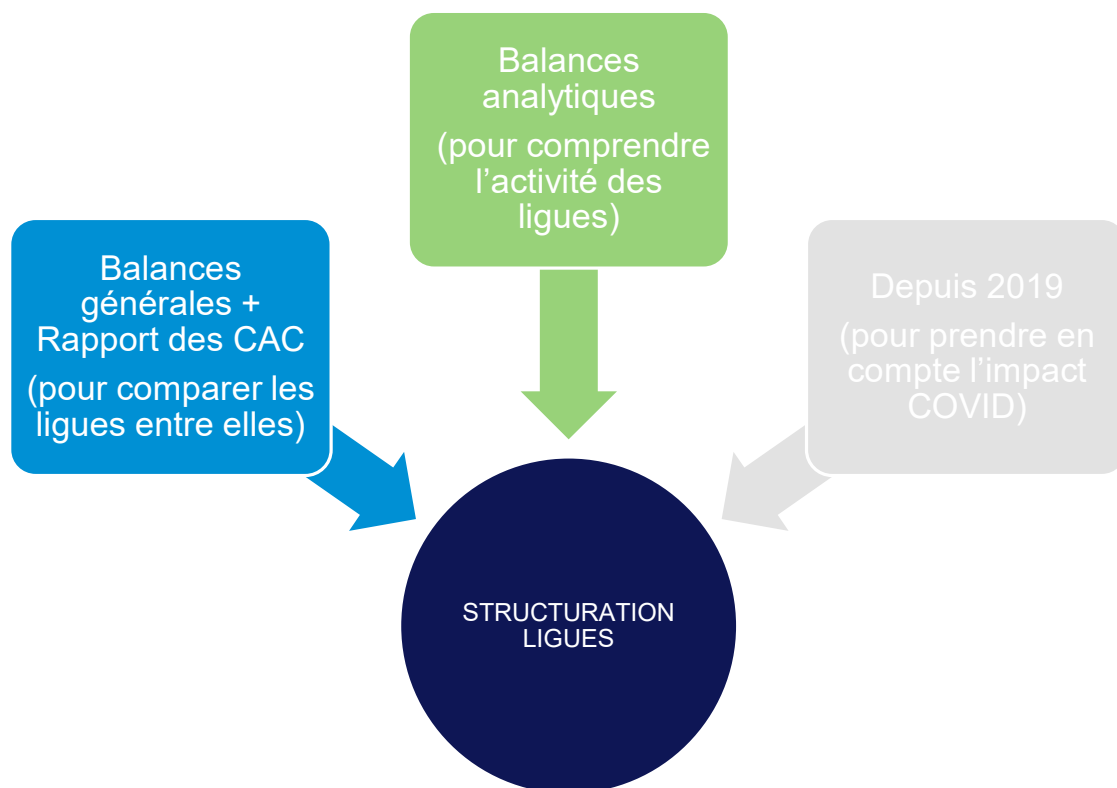 Balances
analytiques
(pour comprendre
l’activité des
ligues)
Balances
générales +
Rapport des CAC
(pour comparer les
ligues entre elles)
Depuis 2019
(pour prendre en
compte l’impact
COVID)
STRUCTURATION
LIGUES